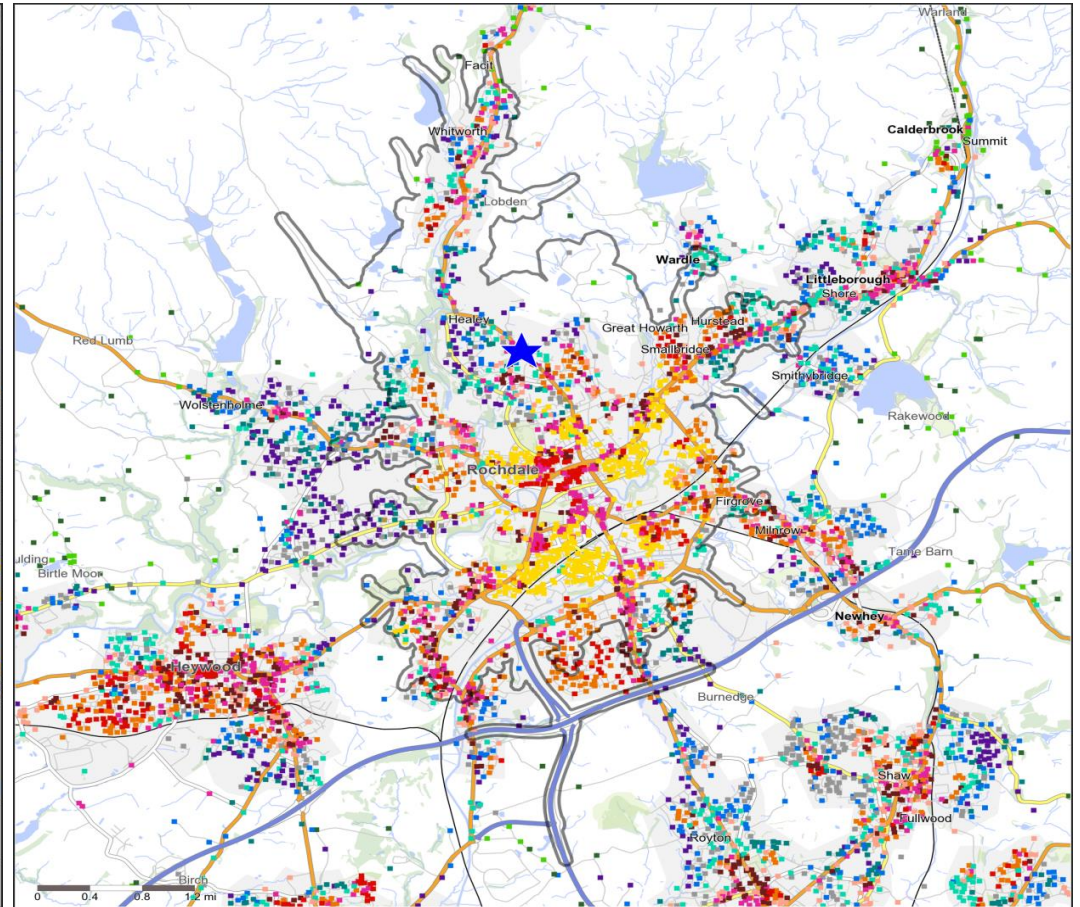 Warland
Facit
Whitworth
Calderbrook
Summit
Lobden
Wardle
Littleborough
Shore
Healey
Great Howarth
Hurstead
Red Lumb
Smallbridge
Smithybridge
Wolstenholme
Rakewood
Rochdale
Firgrove
Milnrow
Tame Barn
ulding
Birtle Moor
Newhey
Heywood
Burnedge
Shaw
Fullwood
Royton
Birch
0 0.4 0.8 1.2 mi